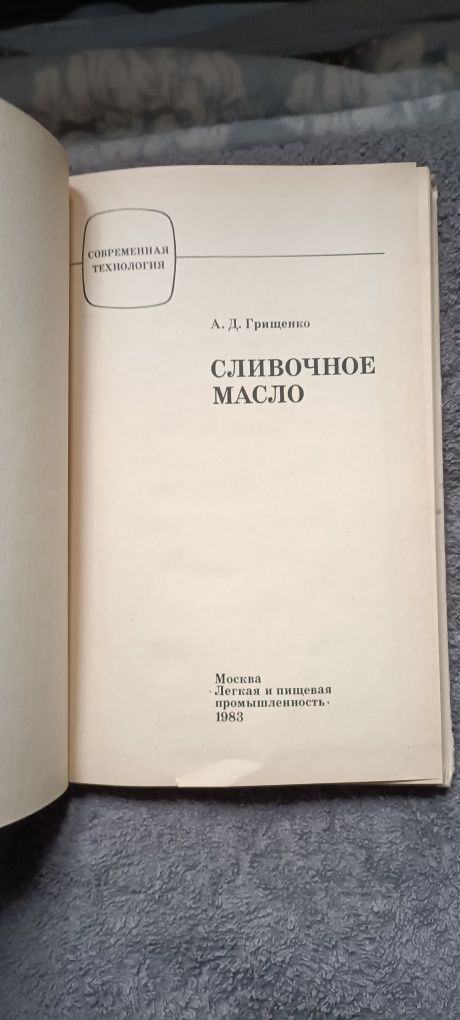 СОВРЕМЕННАЯ
ТЕХНОЛОГИЯ
А. Д. Грищенко
СЛИВОЧНОЕ
МАСЛО
Москва
·Легкая и пищевая
промышленность·
1983